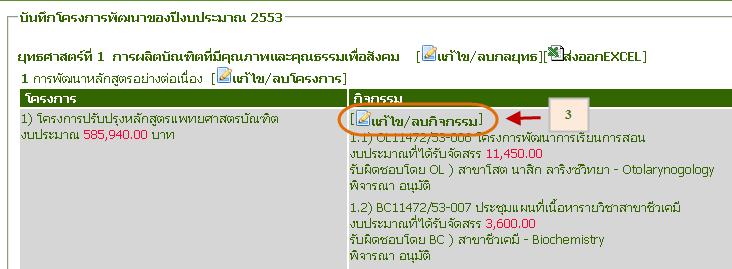 บันทึกโครงการพัฒนาของปีงบประมาณ 2553
ยุทธศาสตร์ที่ 1 การผลิตบัณฑิตที่มีคุณภาพและคุณธรรมเพื่อสังคม [แก้ไข/ลบกลยุทธ][ส่งออกEXCEL]
1 การพัฒนาหลักสูตรอย่างต่อเนื่อง [แก้ไข/ลบโครงการ]
โครงการ
กิจกรรม
1) โครงการปรับปรุงหลักสูตรแพทยศาสตรบัณฑิต
งบประมาณ 585,940.00 บาท
[แก้ไข/ลบกิจกรรม]
3
1.1) OL11472/53-006 โครงการพัฒนาการเรียนการสอน
งบประมาณที่ได้รับจัดสรร 11,450.00
รับผิดชอบโดย OL ) สาขาโสต นาสิก ลาริงซ์วิทยา - Otolaryngology
พิจารณา อนุมัติ
1.2) BC11472/53-007 ประชุมแผนที่เนื้อหารายวิชาสาขาชีวเคมี
งบประมาณที่ได้รับจัดสรร 3,600.00
รับผิดชอบโดย BC ) สาขาชีวเคมี - Biochemistry
พิจารณา อนุมัติ